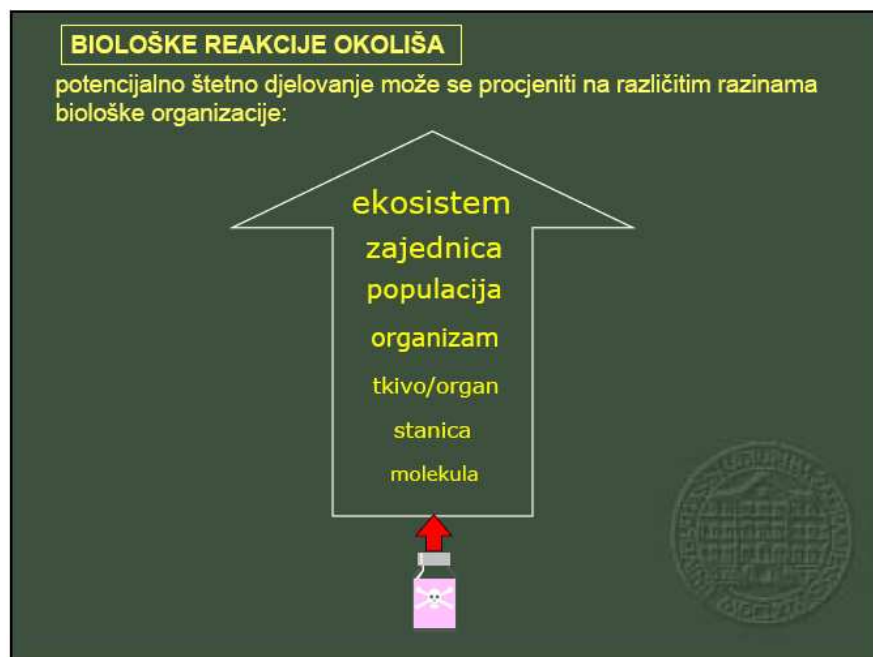 BIOLOŠKE REAKCIJE OKOLIŠA
potencijalno štetno djelovanje može se procjeniti na različitim razinama
biološke organizacije:
ekosistem
zajednica
populacija
organizam
tkivo/organ
stanica
molekula